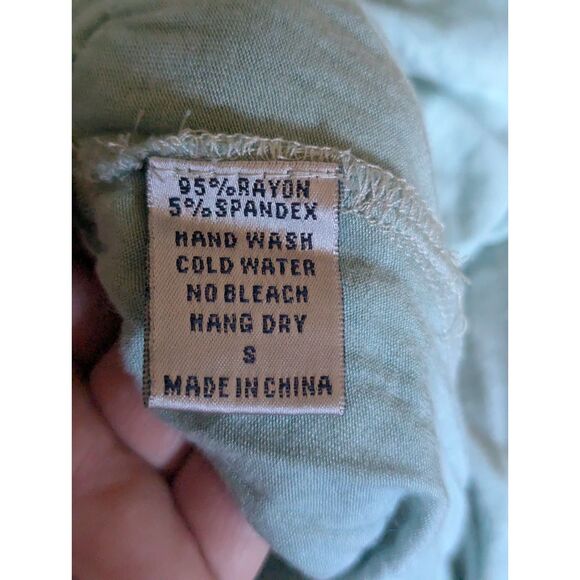 95%RAYON
5%SPANDEX
HAND WASH
COLD WATER
NO BLEACH
HANG DRY
S
MADE IN CHINA